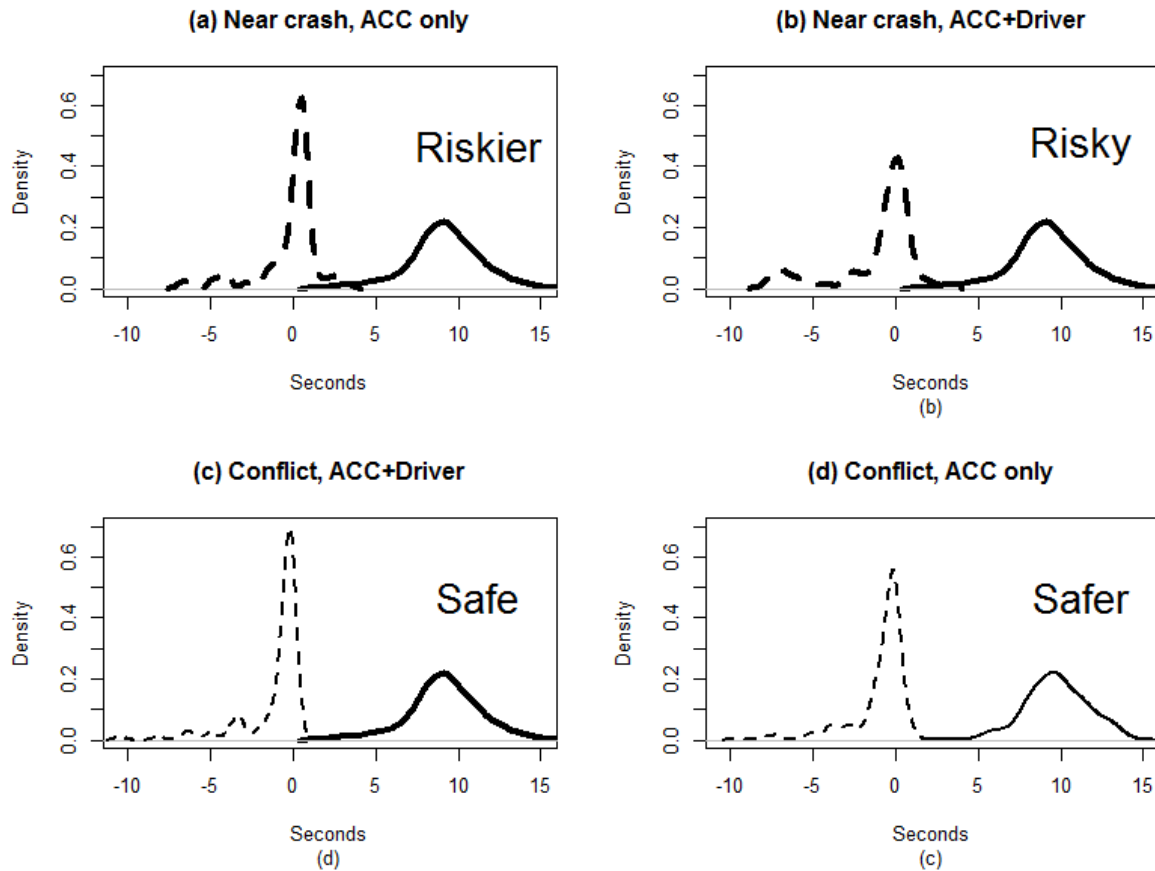 (a) Near crash, ACC only
Density
0.0 0.2 0.4 0.6
Riskier
-10 -5 0 5 10 15
Seconds
(b) Near crash, ACC+Driver
Density
0.0 0.2 0.4 0.6
Risky
-10 -5 0 5 10 15
Seconds
(b)
(c) Conflict, ACC+Driver
Density
0.0 0.2 0.4 0.6
Safe
-10 -5 0 5 10 15
Seconds
(d)
(d) Conflict, ACC only
Density
0.0 0.2 0.4 0.6
Safer
-10 -5 0 5 10 15
Seconds
(c)